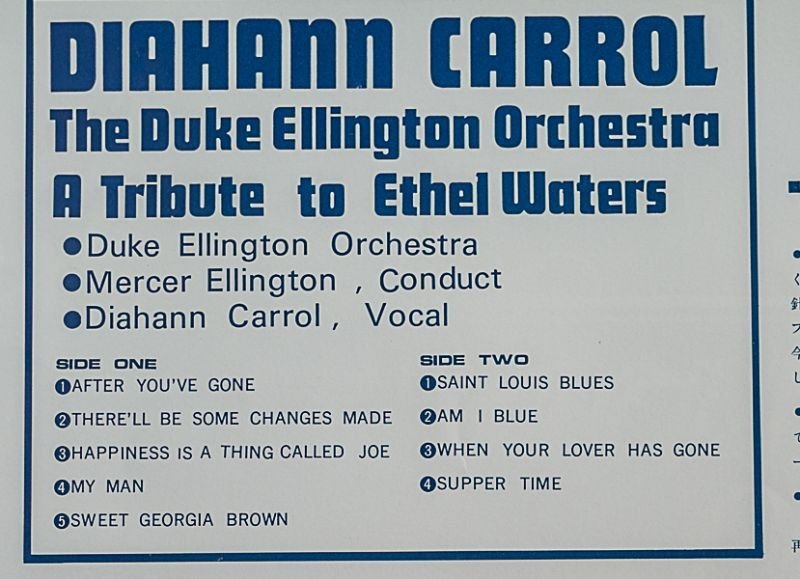 DIAHANN CARROL
The Duke Ellington Orchestra
A Tribute to Ethel Waters
●Duke Ellington Orchestra
●Mercer Ellington , Conduct
●Diahann Carrol , Vocal
SIDE ONE
❶AFTER YOU'VE GONE
❷THERE'LL BE SOME CHANGES MADE
❸HAPPINESS IS A THING CALLED JOE
❹MY MAN
❺SWEET GEORGIA BROWN
SIDE TWO
❶SAINT LOUIS BLUES
❷AM I BLUE
❸WHEN YOUR LOVER HAS GONE
❹SUPPER TIME